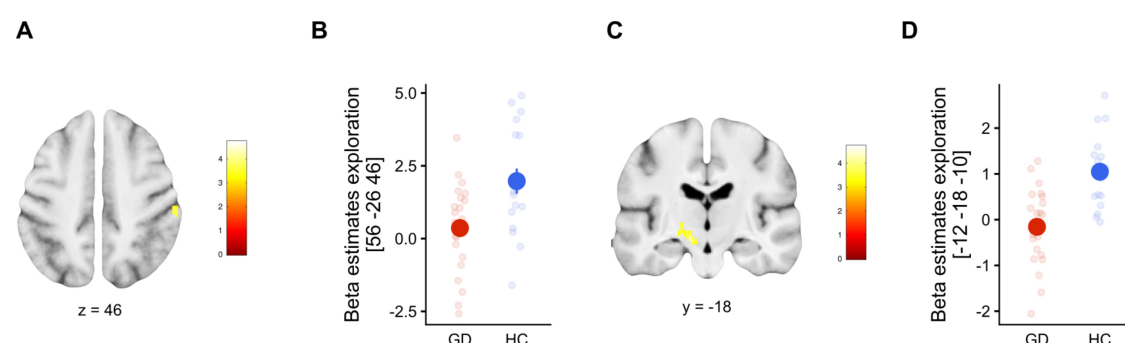 A
B
C
D
4
3
2
1
0
z = 46
Beta estimates exploration
[56 -26 46]
5.0
2.5
0.0
-2.5
GD
HC
4
3
2
1
0
y = -18
Beta estimates exploration
[-12 -18 -10]
2
1
0
-1
-2
GD
HC